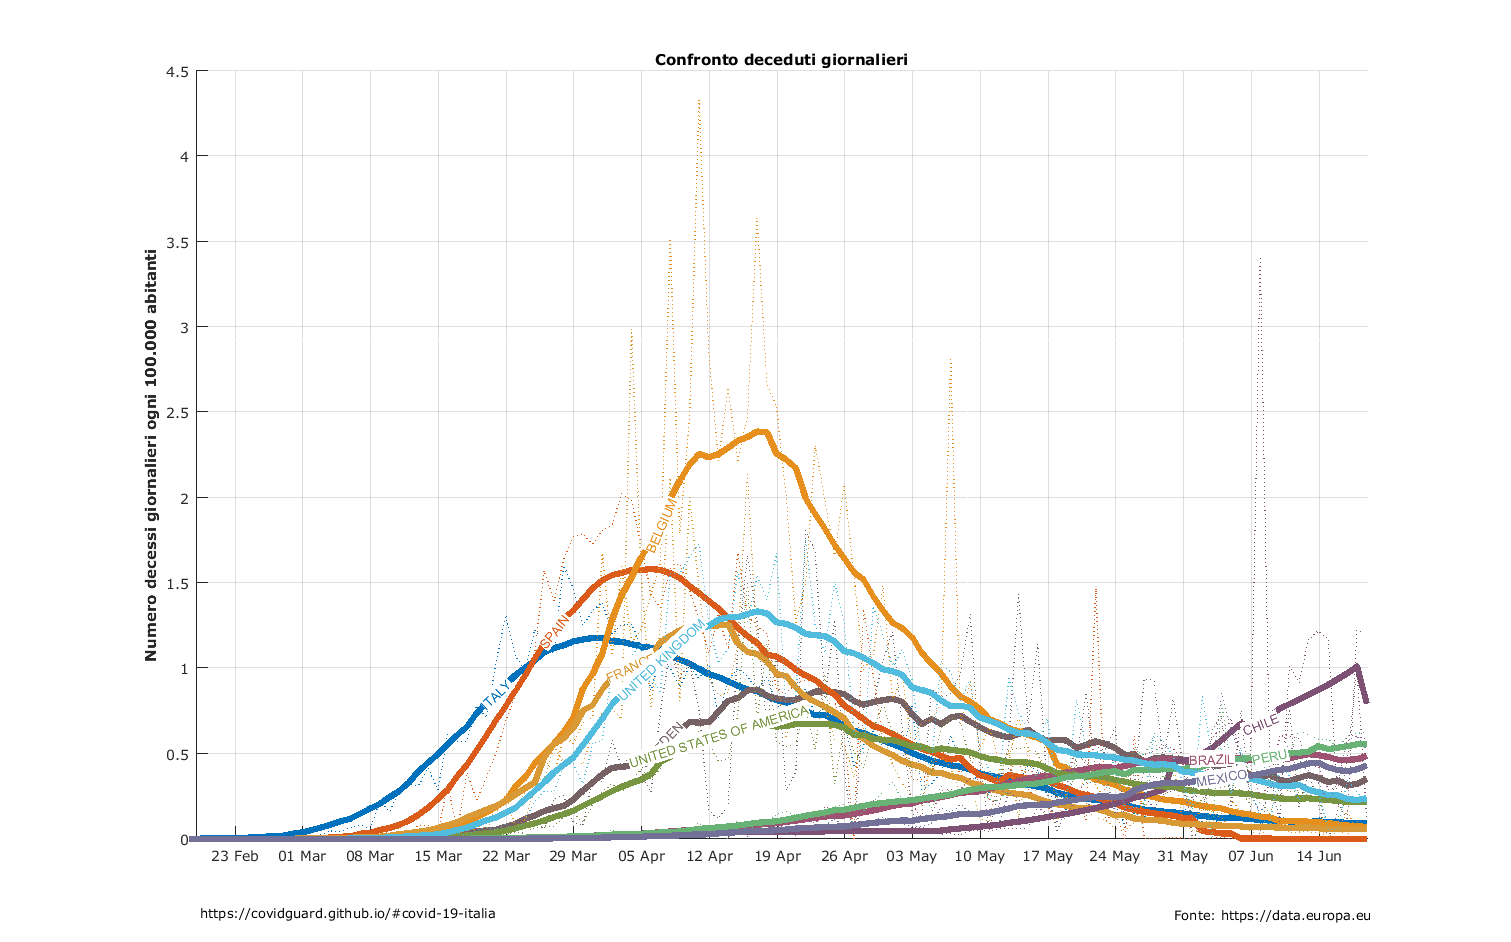 Confronto deceduti giornalieri
Numero decessi giornalieri ogni 100.000 abitanti
4.5
4
3.5
3
2.5
2
1.5
1
0.5
0
BELGIUM
SPAIN
ITALY
FRANC
UNITED KINGDOM
DEN
UNITED STATES OF AMERICA
CHILE
BRAZIL
PERU
MEXICO
23 Feb 01 Mar 08 Mar 15 Mar 22 Mar 29 Mar 05 Apr 12 Apr 19 Apr 26 Apr 03 May 10 May 17 May 24 May 31 May 07 Jun 14 Jun
https://covidguard.github.io/#covid-19-italia
Fonte: https://data.europa.eu